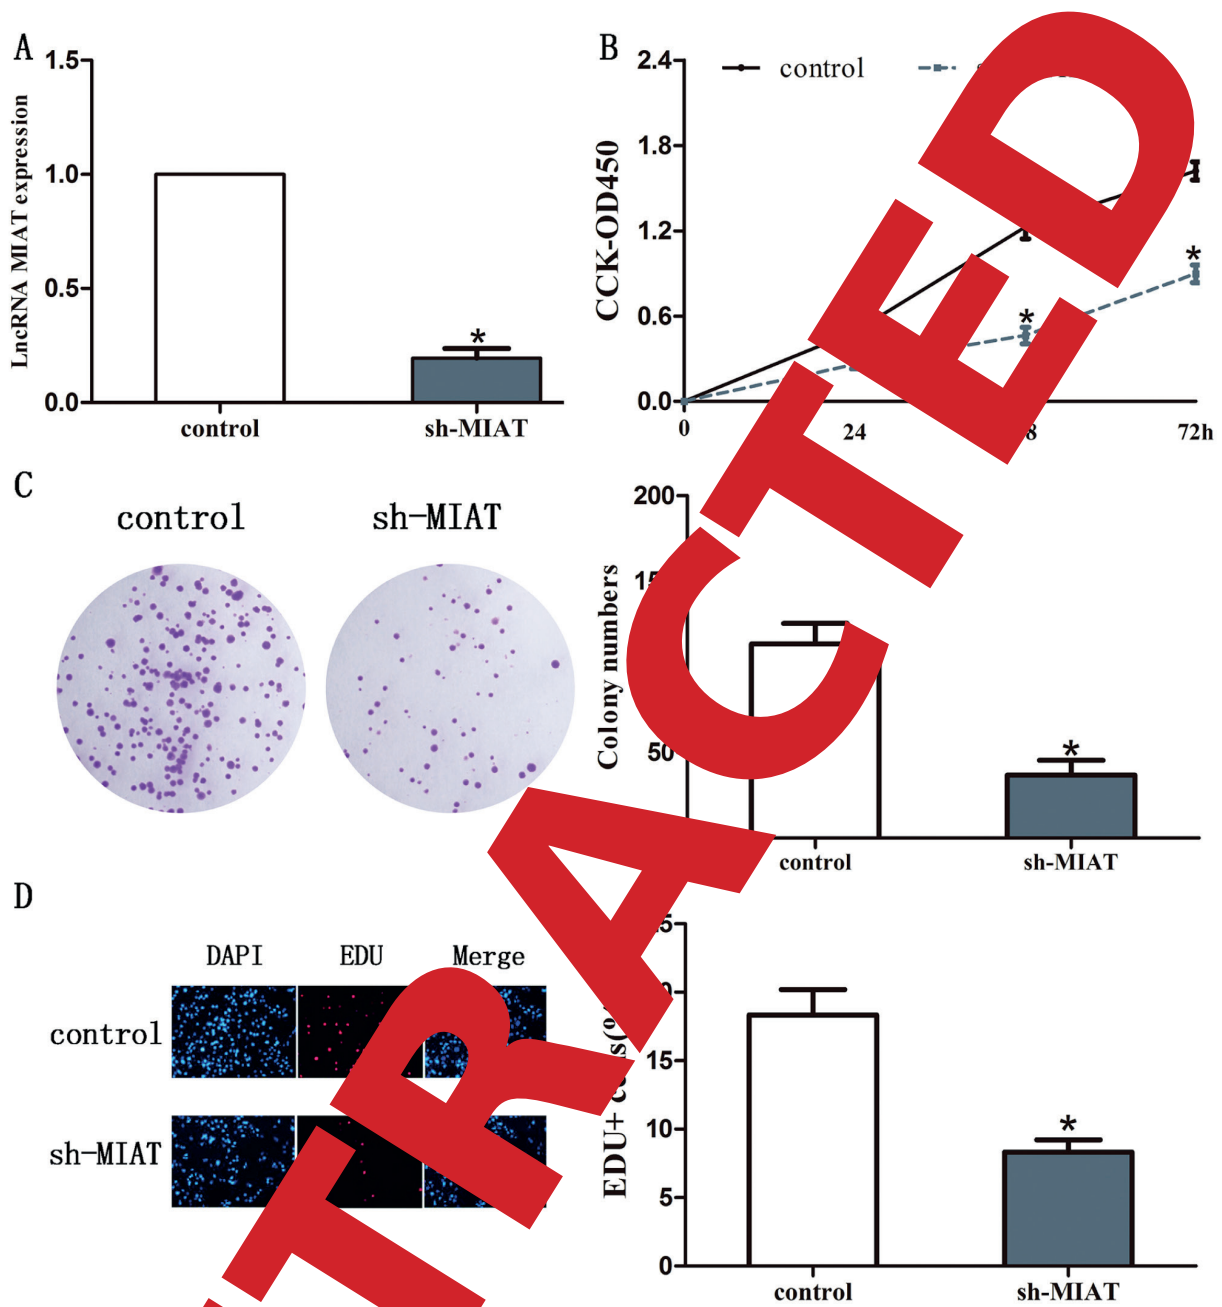 A
1.5
1.0
0.5
0.0
LncRNA MIAT expression
control
sh-MIAT
*
B
2.4
1.8
1.2
0.6
0.0
CCK-OD450
control
*
*
0
24
72h
C
control
sh-MIAT
200
50
Colony numbers
control
sh-MIAT
*
D
DAPI
EDU
Merge
control
sh-MIAT
15
10
5
0
EDU+
control
sh-MIAT
*
TRACTED